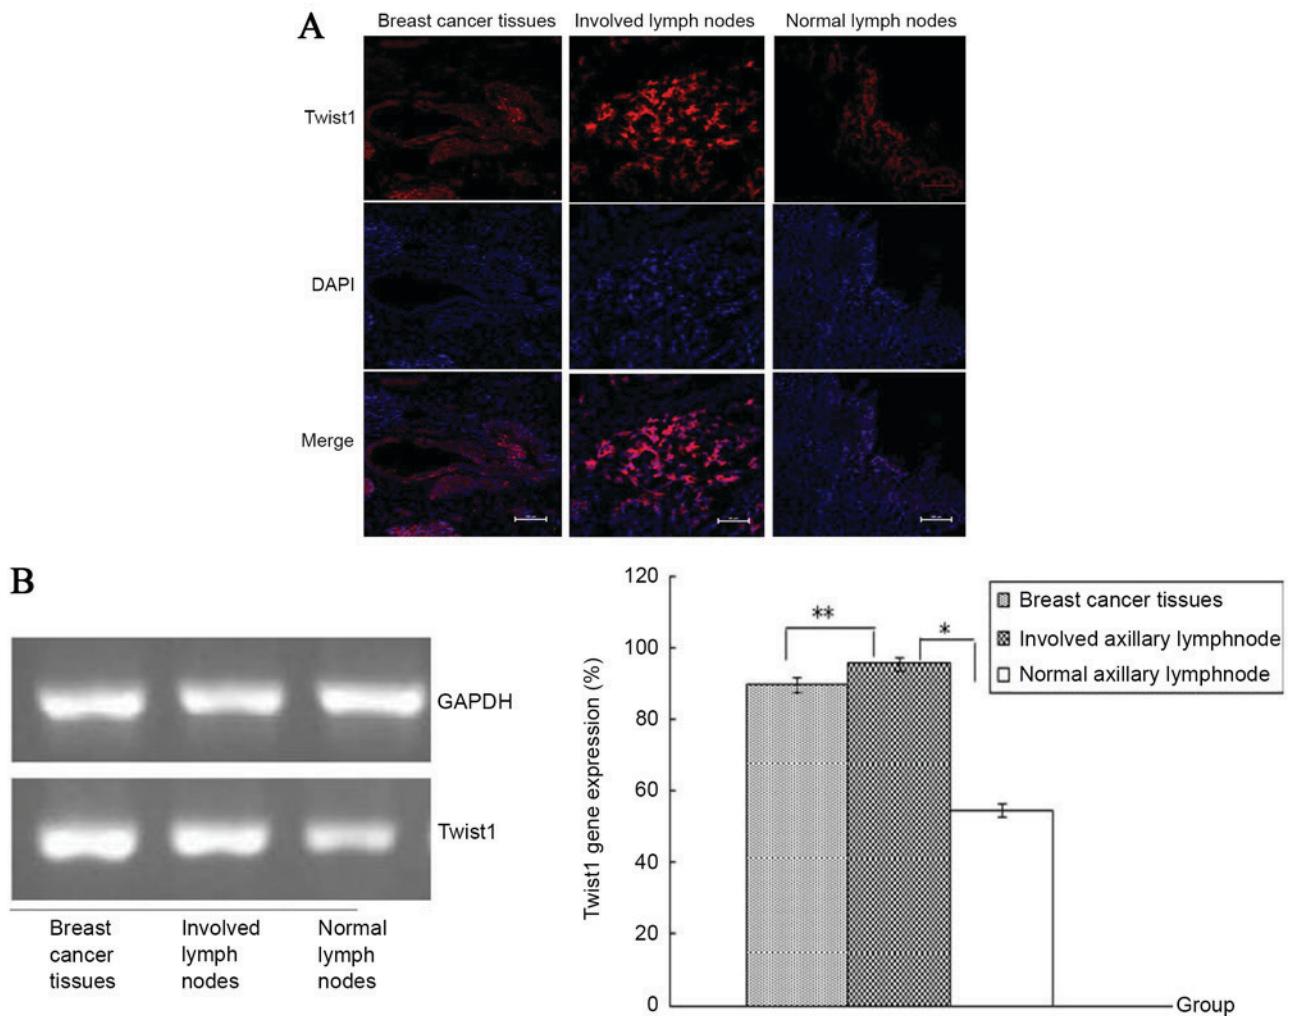 A
Breast cancer tissues
Involved lymph nodes
Normal lymph nodes
Twist1
DAPI
Merge
B
GAPDH
Twist1
Breast
cancer
tissues
Involved
lymph
nodes
Normal
lymph
nodes
Twist1 gene expression (%)
120
100
80
60
40
20
0
**
*
Breast cancer tissues
Involved axillary lymphnode
Normal axillary lymphnode
Group